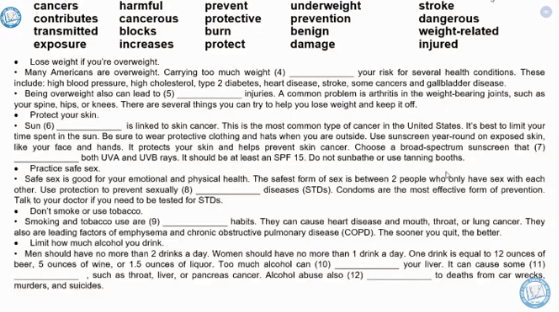 cancers harmful prevent underweight stroke
contributes cancerous protective prevention dangerous
transmitted blocks burn benign weight-related
exposure increases protect damage injured
• Lose weight if you're overweight.
• Many Americans are overweight. Carrying too much weight (4) ____________ your risk for several health conditions. These
include: high blood pressure, high cholesterol, type 2 diabetes, heart disease, stroke, some cancers and gallbladder disease.
• Being overweight also can lead to (5) ____________ injuries. A common problem is arthritis in the weight-bearing joints, such as
your spine, hips, or knees. There are several things you can try to help you lose weight and keep it off.
• Protect your skin.
• Sun (6) ____________ is linked to skin cancer. This is the most common type of cancer in the United States. It's best to limit your
time spent in the sun. Be sure to wear protective clothing and hats when you are outside. Use sunscreen year-round on exposed skin,
like your face and hands. It protects your skin and helps prevent skin cancer. Choose a broad-spectrum sunscreen that (7)
____________ both UVA and UVB rays. It should be at least an SPF 15. Do not sunbathe or use tanning booths.
• Practice safe sex.
• Safe sex is good for your emotional and physical health. The safest form of sex is between 2 people who only have sex with each
other. Use protection to prevent sexually (8) ____________ diseases (STDs). Condoms are the most effective form of prevention.
Talk to your doctor if you need to be tested for STDs.
• Don't smoke or use tobacco.
• Smoking and tobacco use are (9) ____________ habits. They can cause heart disease and mouth, throat, or lung cancer. They
also are leading factors of emphysema and chronic obstructive pulmonary disease (COPD). The sooner you quit, the better.
• Limit how much alcohol you drink.
• Men should have no more than 2 drinks a day. Women should have no more than 1 drink a day. One drink is equal to 12 ounces of
beer, 5 ounces of wine, or 1.5 ounces of liquor. Too much alcohol can (10) ____________ your liver. It can cause some (11)
____________ , such as throat, liver, or pancreas cancer. Alcohol abuse also (12) ____________ to deaths from car wrecks,
murders, and suicides.